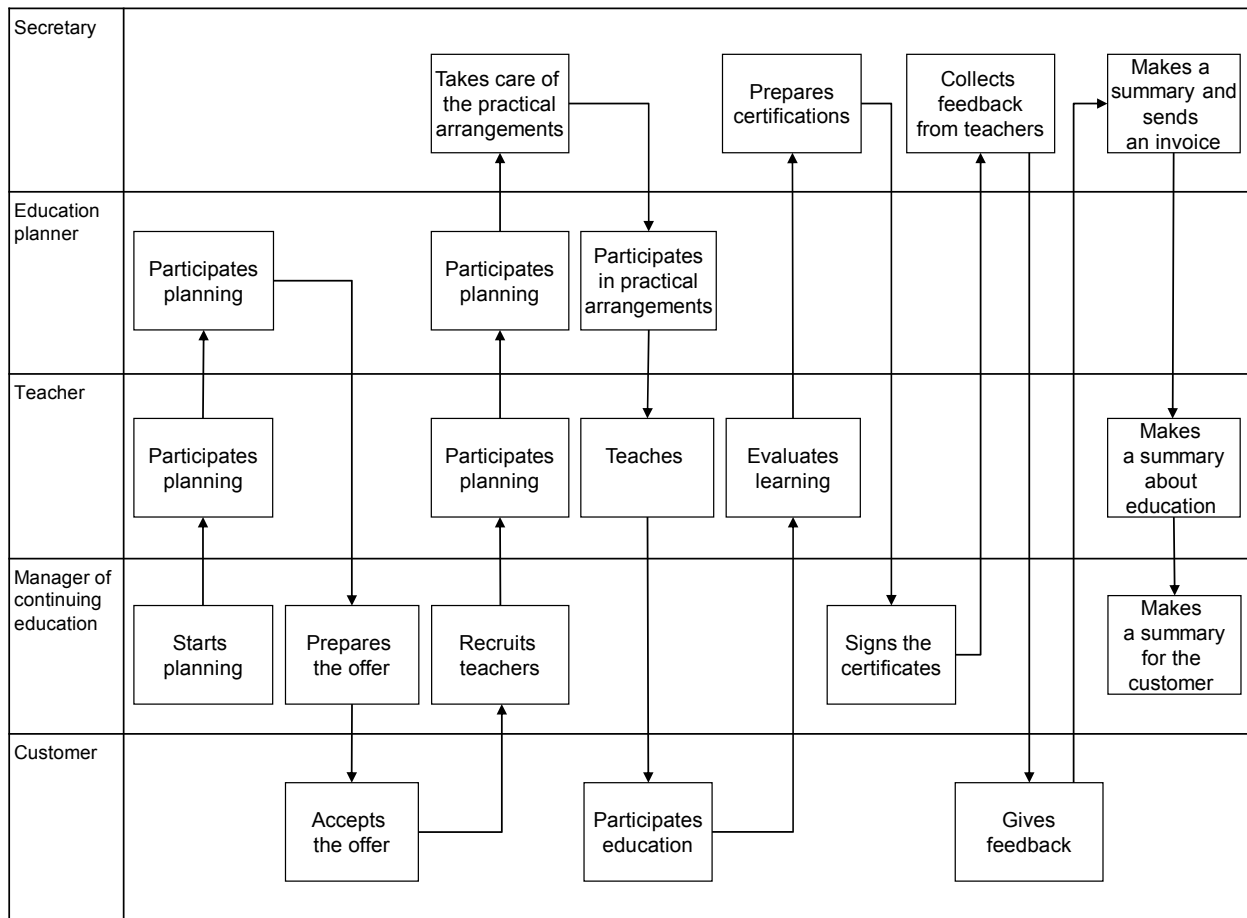 Secretary
Takes care of
the practical
arrangements
Prepares
certifications
Collects
feedback
from teachers
Makes a
summary and
sends
an invoice
Education
planner
Participates
planning
Participates
planning
Participates
in practical
arrangements
Teacher
Participates
planning
Participates
planning
Teaches
Evaluates
learning
Makes
a summary
about
education
Manager of
continuing
education
Starts
planning
Prepares
the offer
Recruits
teachers
Signs the
certificates
Makes
a summary
for the
customer
Customer
Accepts
the offer
Participates
education
Gives
feedback